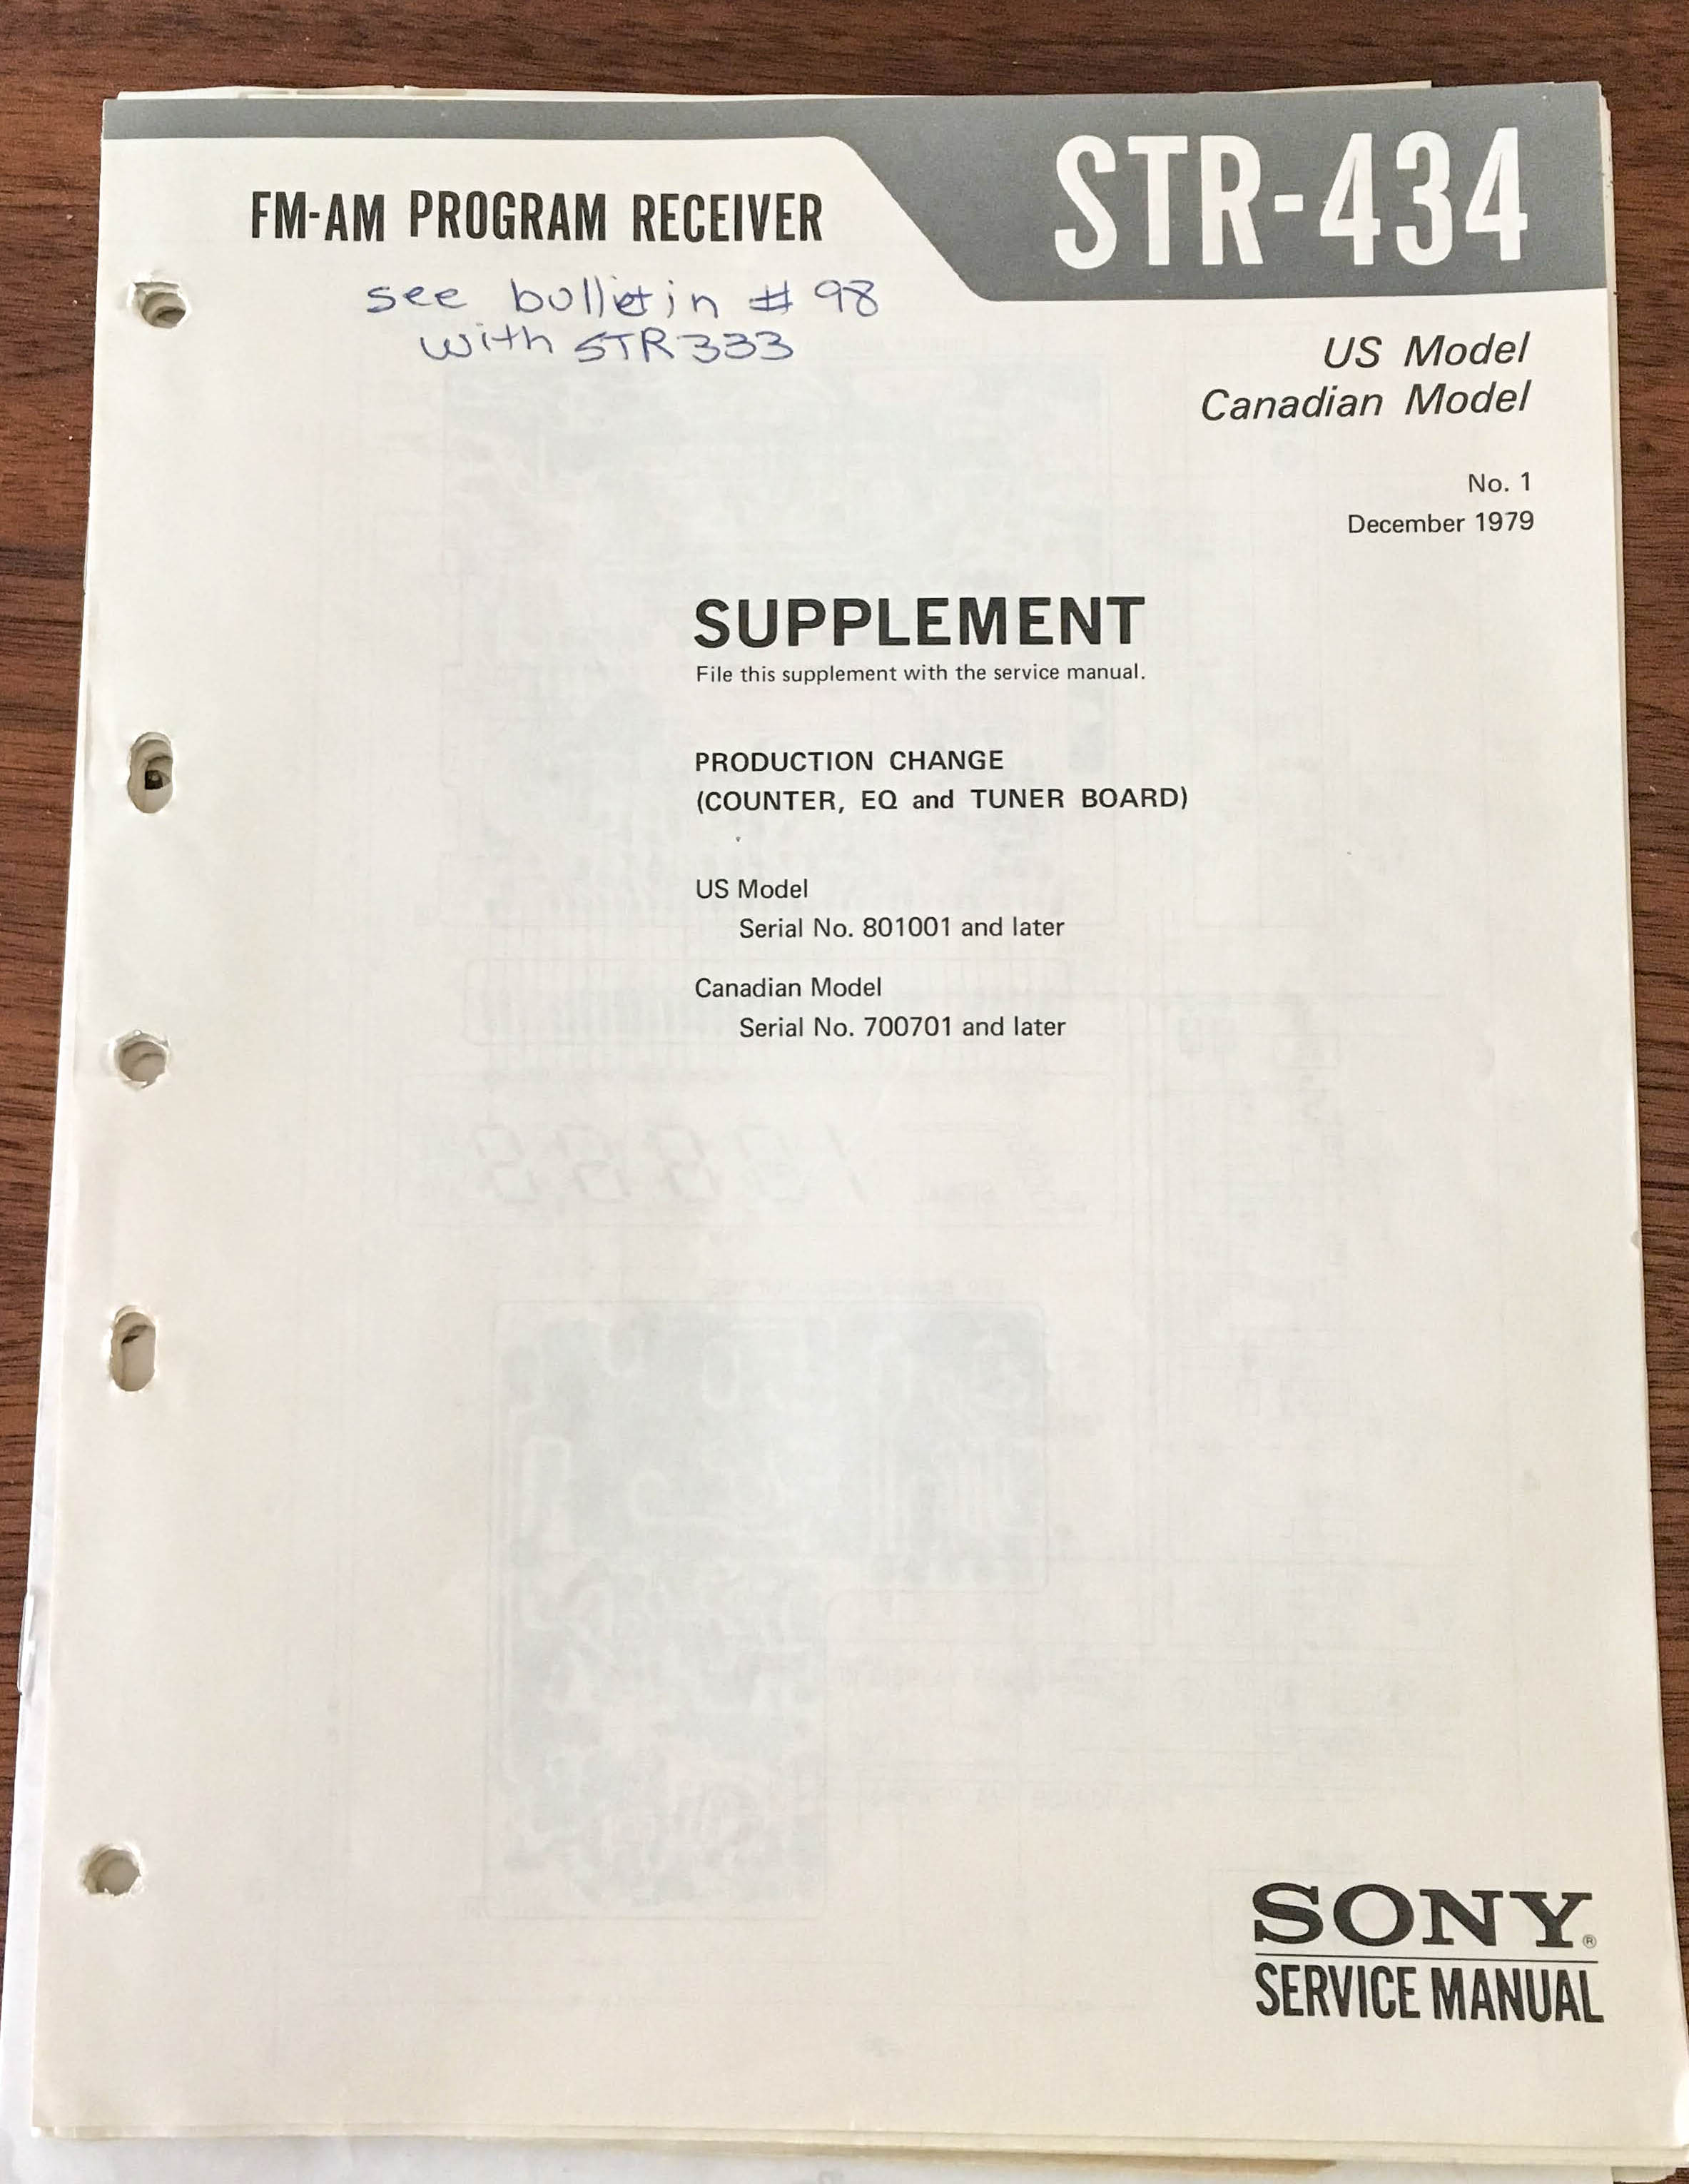 STR-434
FM-AM PROGRAM RECEIVER
see bulletin # 98
with STR333
US Model
Canadian Model
No. 1
December 1979
SUPPLEMENT
File this supplement with the service manual.
PRODUCTION CHANGE
(COUNTER, EQ and TUNER BOARD)
US Model
Serial No. 801001 and later
Canadian Model
Serial No. 700701 and later
SONY®
SERVICE MANUAL